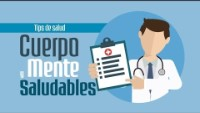 Tips de salud
Cuerpo
y Mente
Saludables